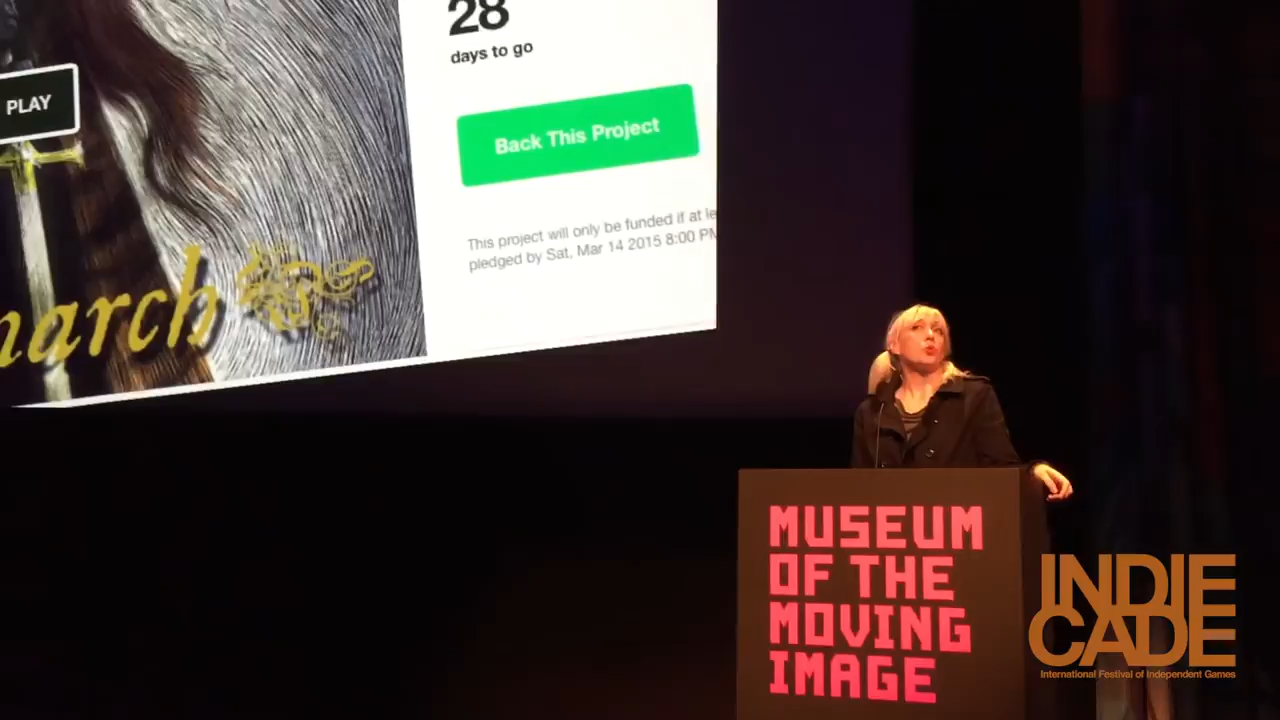 28
days to go
PLAY
Back This Project
This project will only be funded if at le
pledged by Sat, Mar 14 2015 8:00 PM
narch
MUSEUM
OF THE
MOVING
IMAGE
INDIE
CADE
International Festival of Independent Games